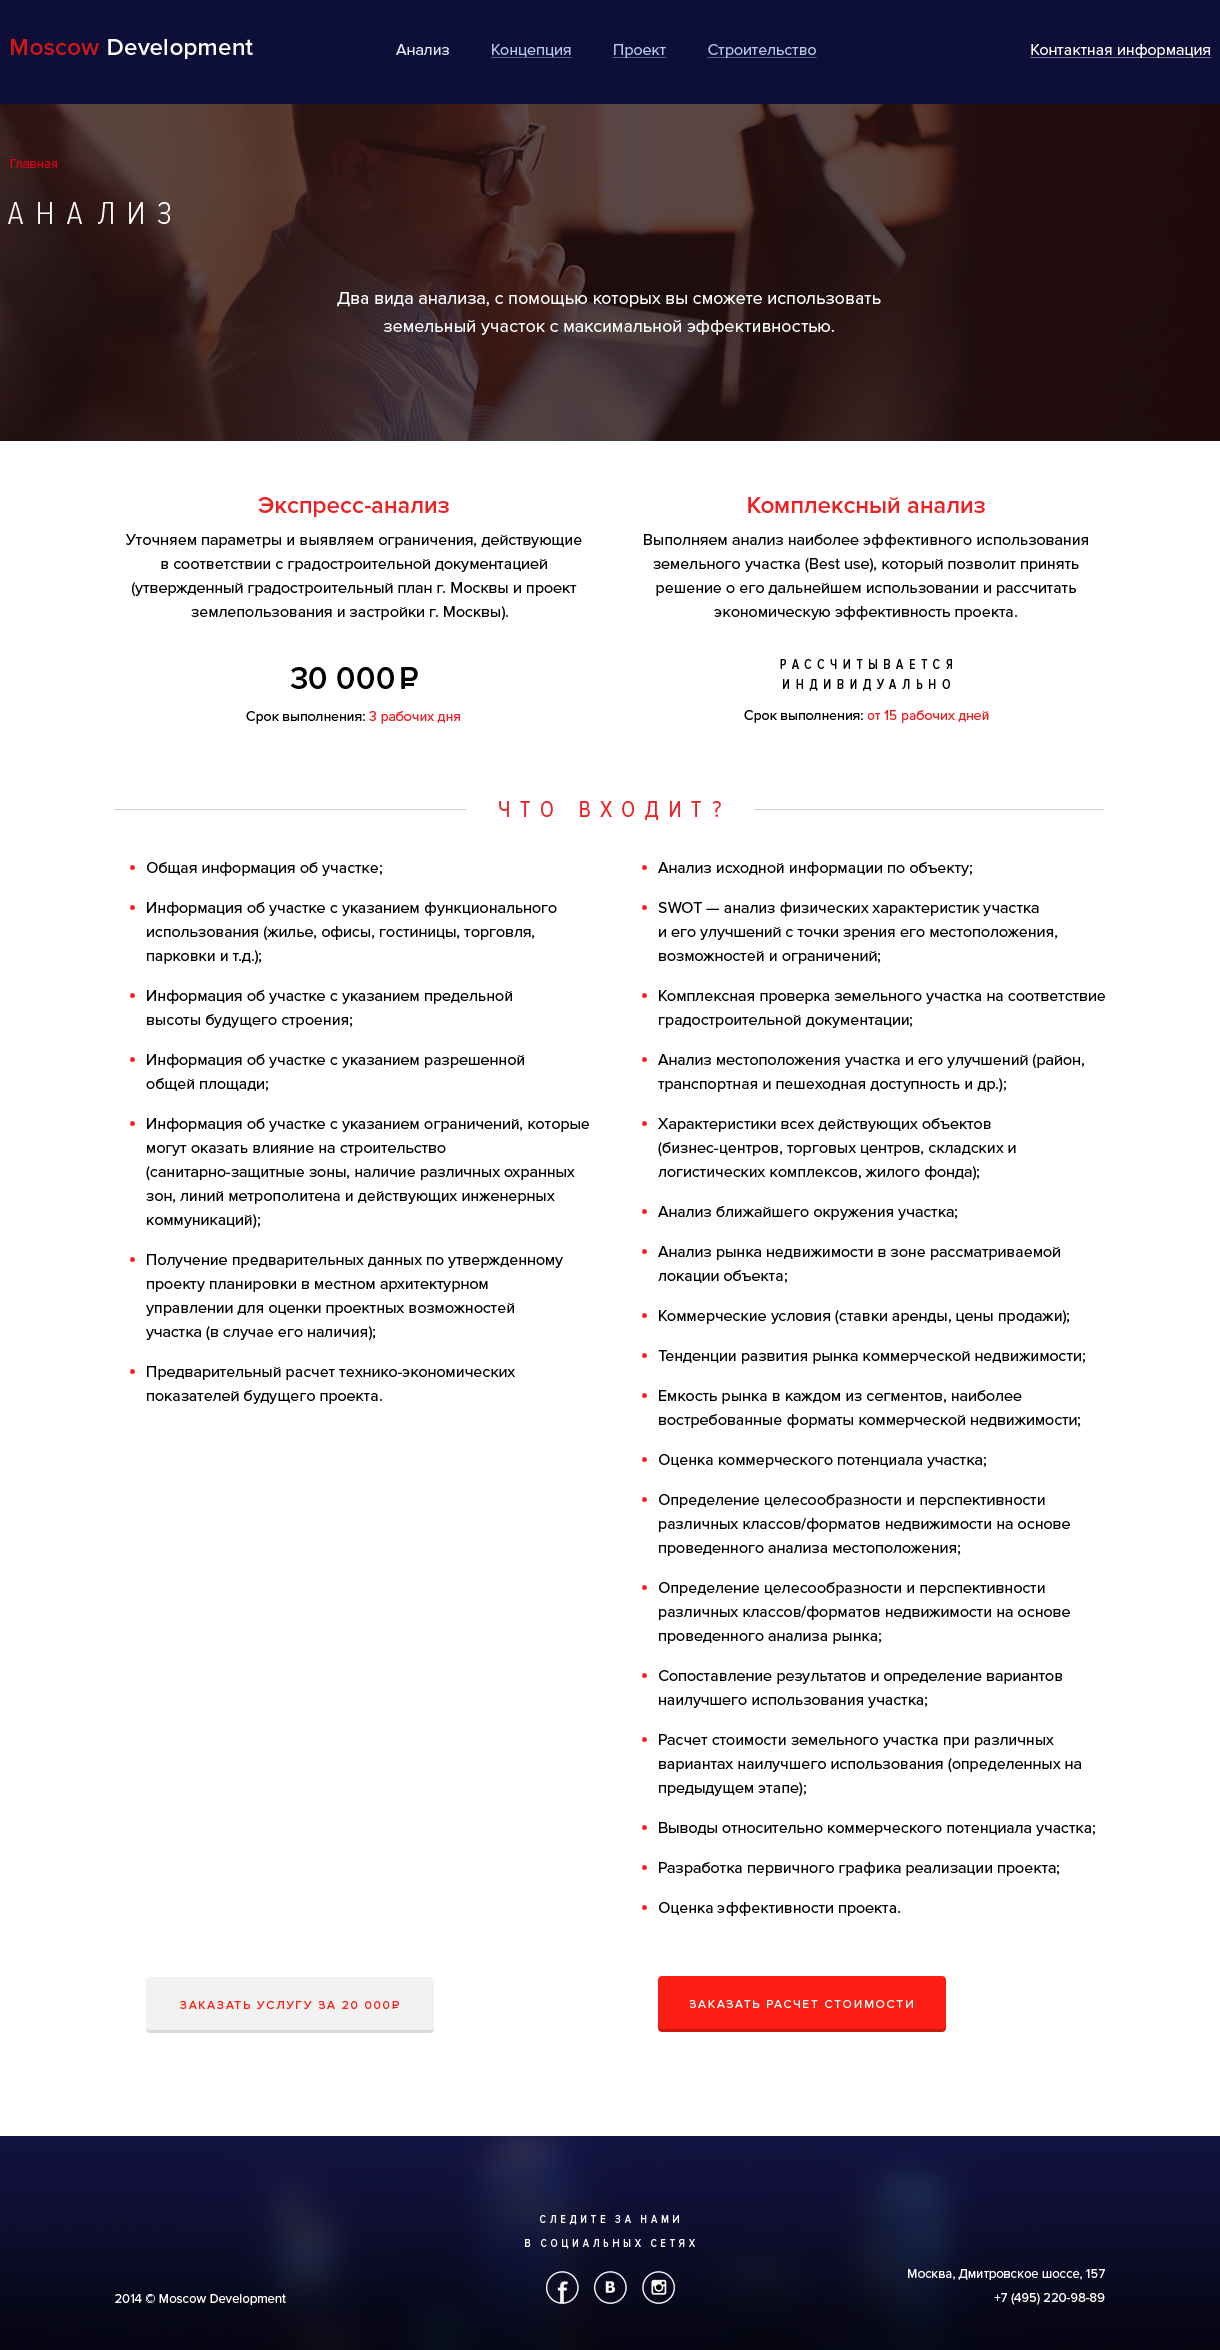 Moscow Development
Анализ
Концепция
Проект
Строительство
Контактная информация
Главная
АНАЛИЗ
Два вида анализа, с помощью которых вы сможете использовать
земельный участок с максимальной эффективностью.
Экспресс-анализ
Уточняем параметры и выявляем ограничения, действующие
в соответствии с градостроительной документацией
(утвержденный градостроительный план г. Москвы и проект
землепользования и застройки г. Москвы).
30 000 ₽
Срок выполнения: 3 рабочих дня
Комплексный анализ
Выполняем анализ наиболее эффективного использования
земельного участка (Best use), который позволит принять
решение о его дальнейшем использовании и рассчитать
экономическую эффективность проекта.
РАССЧИТЫВАЕТСЯ
ИНДИВИДУАЛЬНО
Срок выполнения: от 15 рабочих дней
ЧТО ВХОДИТ?
• Общая информация об участке;
• Информация об участке с указанием функционального
использования (жилье, офисы, гостиницы, торговля,
парковки и т.д.);
• Информация об участке с указанием предельной
высоты будущего строения;
• Информация об участке с указанием разрешенной
общей площади;
• Информация об участке с указанием ограничений, которые
могут оказать влияние на строительство
(санитарно-защитные зоны, наличие различных охранных
зон, линий метрополитена и действующих инженерных
коммуникаций);
• Получение предварительных данных по утвержденному
проекту планировки в местном архитектурном
управлении для оценки проектных возможностей
участка (в случае его наличия);
• Предварительный расчет технико-экономических
показателей будущего проекта.
• Анализ исходной информации по объекту;
• SWOT — анализ физических характеристик участка
и его улучшений с точки зрения его местоположения,
возможностей и ограничений;
• Комплексная проверка земельного участка на соответствие
градостроительной документации;
• Анализ местоположения участка и его улучшений (район,
транспортная и пешеходная доступность и др.);
• Характеристики всех действующих объектов
(бизнес-центров, торговых центров, складских и
логистических комплексов, жилого фонда);
• Анализ ближайшего окружения участка;
• Анализ рынка недвижимости в зоне рассматриваемой
локации объекта;
• Коммерческие условия (ставки аренды, цены продажи);
• Тенденции развития рынка коммерческой недвижимости;
• Емкость рынка в каждом из сегментов, наиболее
востребованные форматы коммерческой недвижимости;
• Оценка коммерческого потенциала участка;
• Определение целесообразности и перспективности
различных классов/форматов недвижимости на основе
проведенного анализа местоположения;
• Определение целесообразности и перспективности
различных классов/форматов недвижимости на основе
проведенного анализа рынка;
• Сопоставление результатов и определение вариантов
наилучшего использования участка;
• Расчет стоимости земельного участка при различных
вариантах наилучшего использования (определенных на
предыдущем этапе);
• Выводы относительно коммерческого потенциала участка;
• Разработка первичного графика реализации проекта;
• Оценка эффективности проекта.
ЗАКАЗАТЬ УСЛУГУ ЗА 20 000₽
ЗАКАЗАТЬ РАСЧЕТ СТОИМОСТИ
СЛЕДИТЕ ЗА НАМИ
В СОЦИАЛЬНЫХ СЕТЯХ
2014 © Moscow Development
Москва, Дмитровское шоссе, 157
+7 (495) 220-98-89